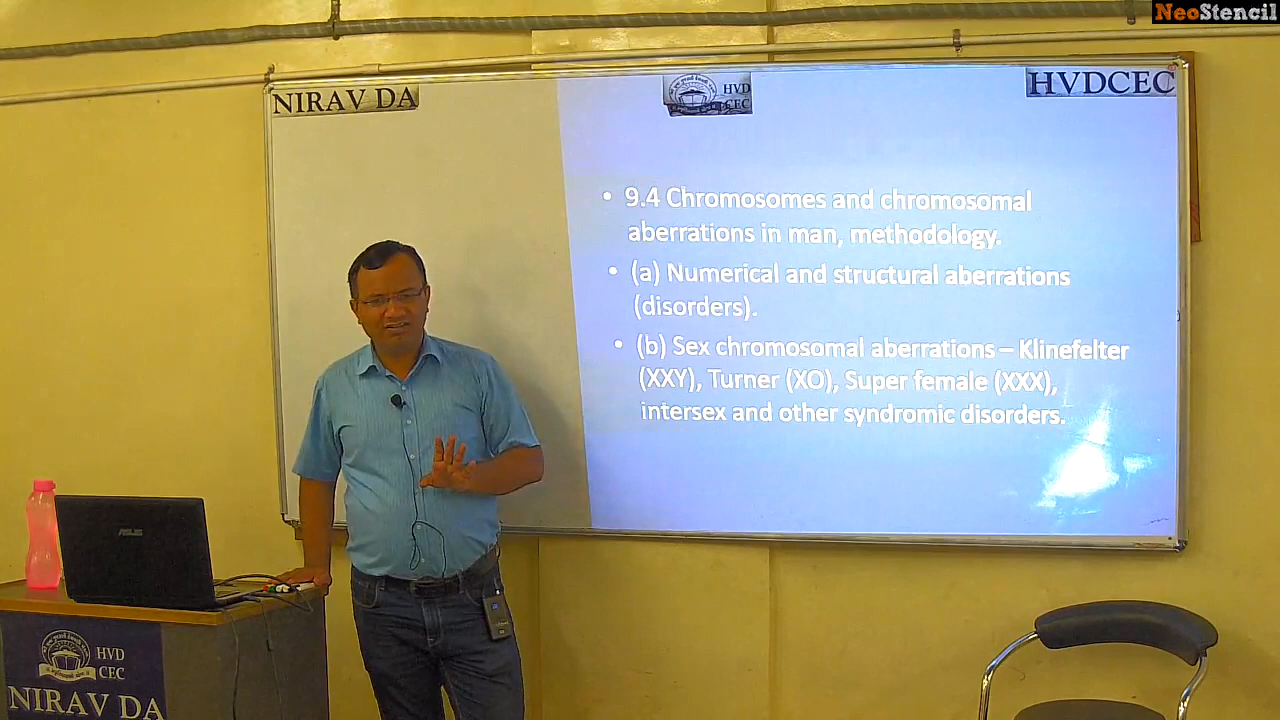 NeoStencil
NIRAV DA
HVD
CEC
HVDCEC
• 9.4 Chromosomes and chromosomal
aberrations in man, methodology.
• (a) Numerical and structural aberrations
(disorders).
• (b) Sex chromosomal aberrations – Klinefelter
(XXY), Turner (XO), Super female (XXX),
intersex and other syndromic disorders.
ASUS
HVD
CEC
NIRAV DA